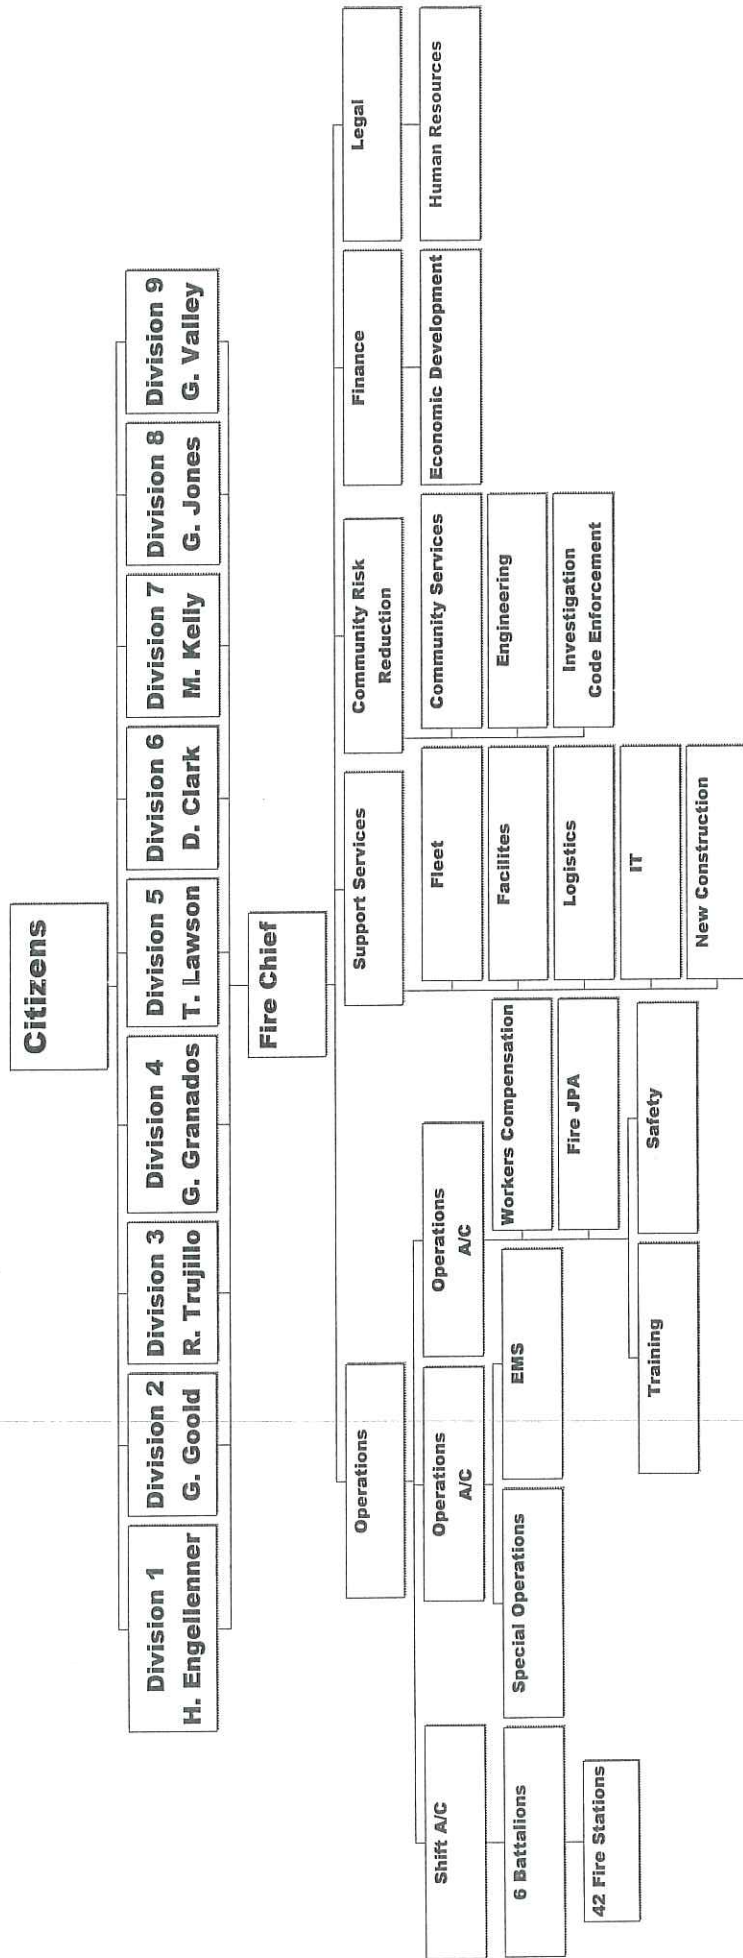 Citizens
Division 1
H. Engellenner
Division 2
G. Goold
Division 3
R. Trujillo
Division 4
G. Granados
Division 5
T. Lawson
Division 6
D. Clark
Division 7
M. Kelly
Division 8
G. Jones
Division 9
G. Valley
Fire Chief
Operations
Support Services
Community Risk
Reduction
Finance
Legal
Shift A/C
Operations
A/C
Operations
A/C
Fleet
Community Services
Economic Development
Human Resources
6 Battalions
Special Operations
EMS
Workers Compensation
Facilites
Engineering
42 Fire Stations
Fire JPA
Logistics
Investigation
Code Enforcement
Training
Safety
IT
New Construction